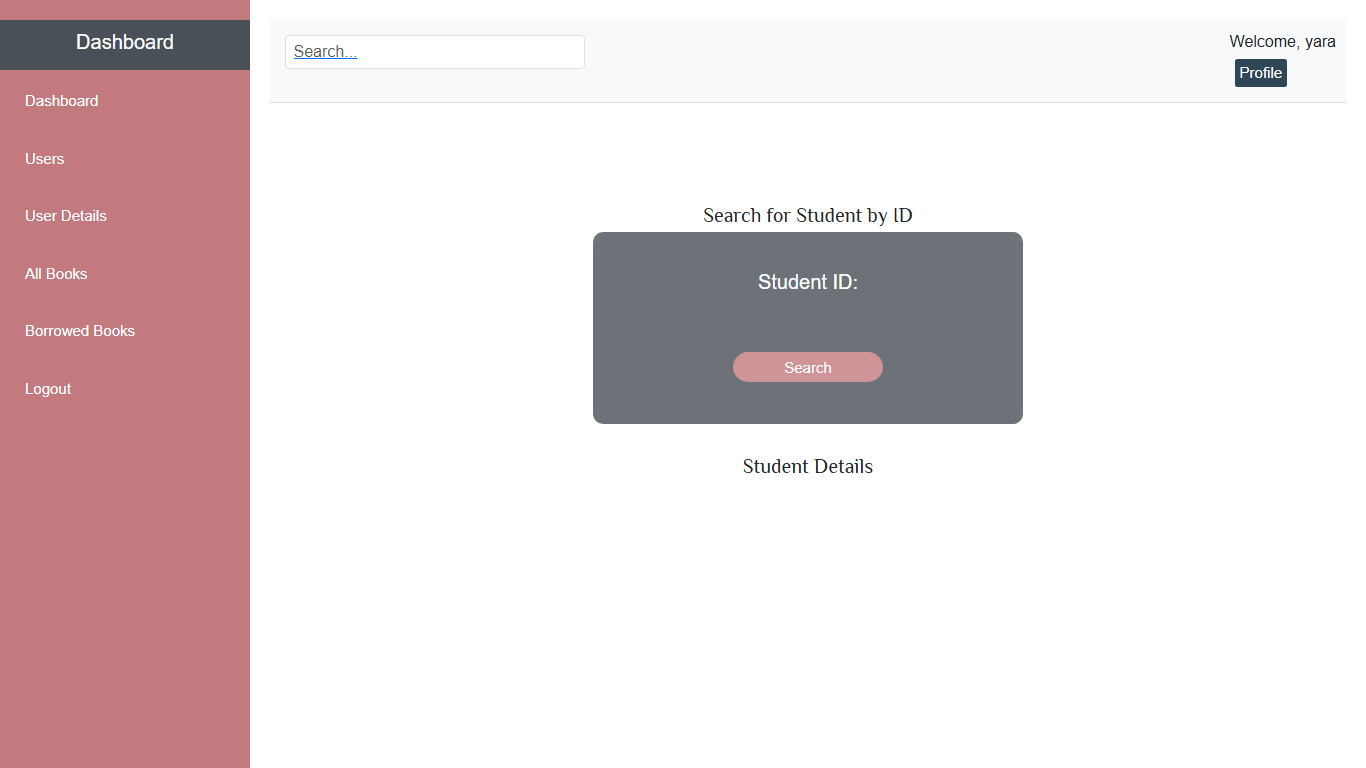 Dashboard
Dashboard
Users
User Details
All Books
Borrowed Books
Logout
Search...
Welcome, yara
Profile
Search for Student by ID
Student ID:
Search
Student Details